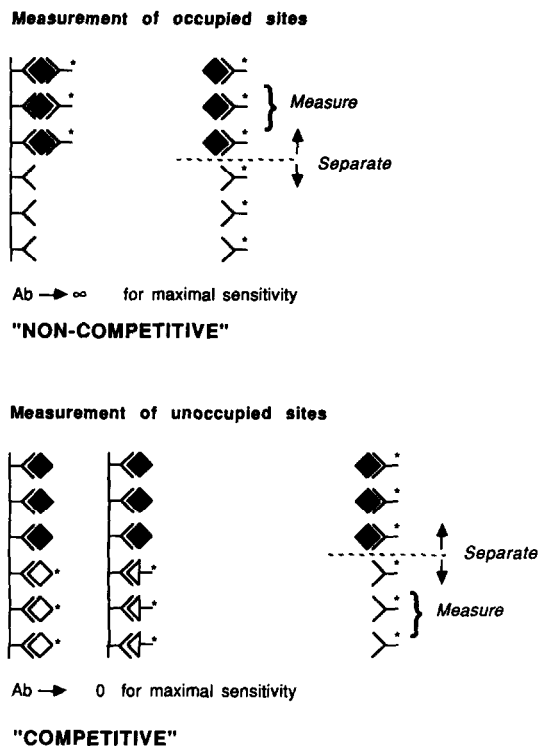 Measurement of occupied sites
Measure
Separate
Ab → ∞ for maximal sensitivity
"NON-COMPETITIVE"
Measurement of unoccupied sites
Separate
Measure
Ab → 0 for maximal sensitivity
"COMPETITIVE"